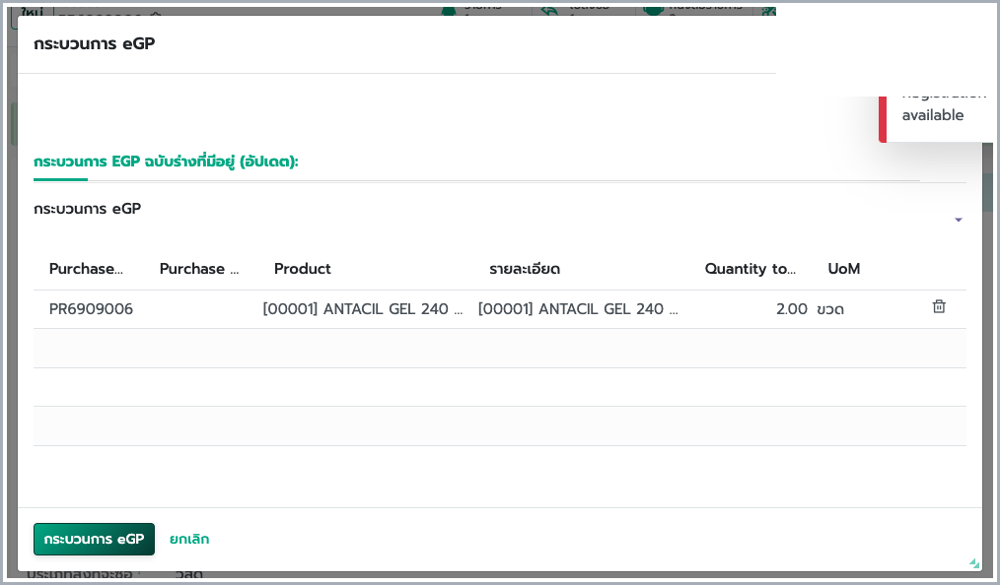 ใหม่
กระบวนการ eGP
available
กระบวนการ EGP ฉบับร่างที่มีอยู่ (อัปเดต):
กระบวนการ eGP
Purchase... Purchase ... Product รายละเอียด Quantity to... UoM
PR6909006 [00001] ANTACIL GEL 240 ... [00001] ANTACIL GEL 240 ... 2.00 ขวด
กระบวนการ eGP ยกเลิก